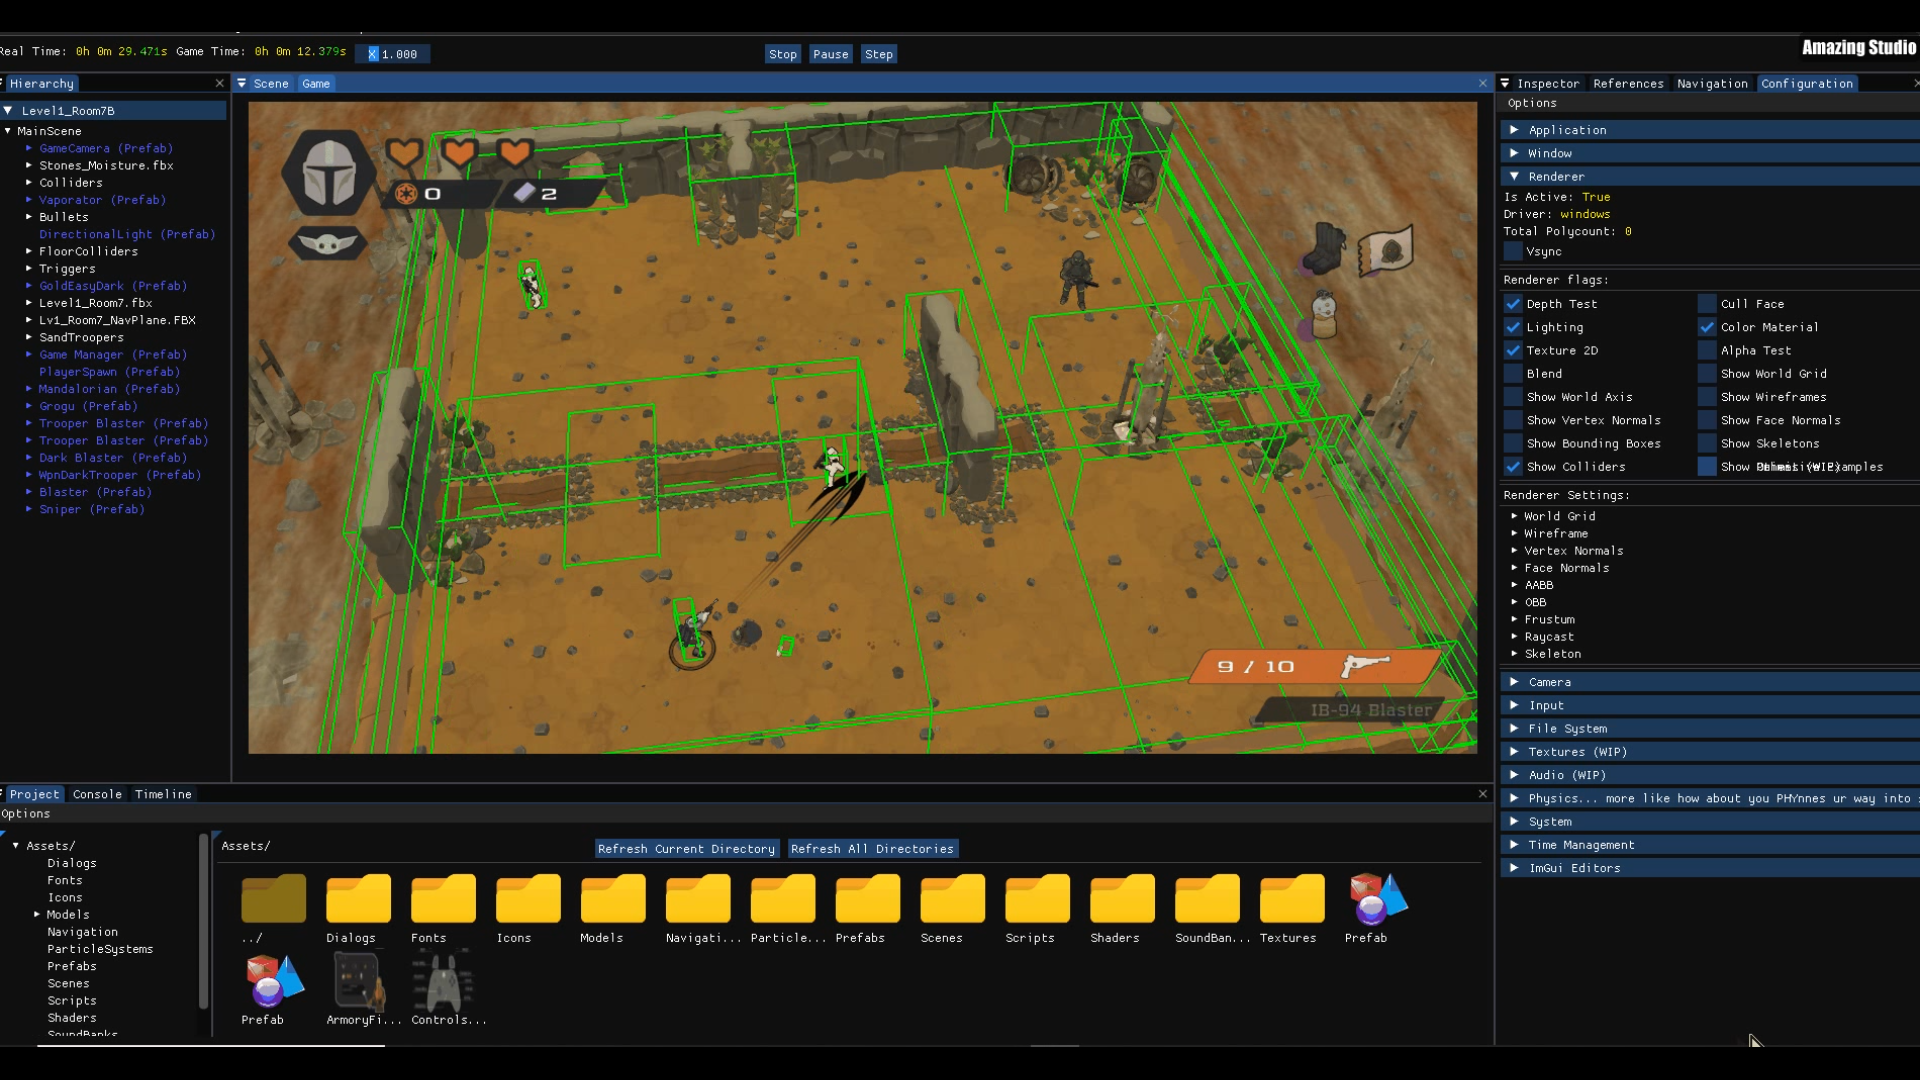 Real Time: 0h 0m 29.471s Game Time: 0h 0m 12.379s X 1.000
Stop Pause Step
Amazing Studio
Hierarchy
Scene Game
Inspector References Navigation Configuration
Options
Level1_Room7B
MainScene
GameCamera (Prefab)
Stones_Moisture.fbx
Colliders
Vaporator (Prefab)
Bullets
DirectionalLight (Prefab)
FloorColliders
Triggers
GoldEasyDark (Prefab)
Level1_Room7.fbx
Lv1_Room7_NavPlane.FBX
SandTroopers
Game Manager (Prefab)
PlayerSpawn (Prefab)
Mandalorian (Prefab)
Grogu (Prefab)
Trooper Blaster (Prefab)
Trooper Blaster (Prefab)
Dark Blaster (Prefab)
WpnDarkTrooper (Prefab)
Blaster (Prefab)
Sniper (Prefab)
0 2
9 / 10
IB-94 Blaster
Application
Window
Renderer
Is Active: True
Driver: windows
Total Polycount: 0
Vsync
Renderer flags:
Depth Test Cull Face
Lighting Color Material
Texture 2D Alpha Test
Blend Show World Grid
Show World Axis Show Wireframes
Show Vertex Normals Show Face Normals
Show Bounding Boxes Show Skeletons
Show Colliders Show
Renderer Settings:
World Grid
Wireframe
Vertex Normals
Face Normals
AABB
OBB
Frustum
Raycast
Skeleton
Camera
Input
File System
Textures (WIP)
Audio (WIP)
Physics... more like how about you PHYnnes ur way into
System
Time Management
ImGui Editors
Project Console Timeline
Options
Assets/
Dialogs
Fonts
Icons
Models
Navigation
ParticleSystems
Prefabs
Scenes
Scripts
Shaders
SoundBanks
Assets/ Refresh Current Directory Refresh All Directories
../ Dialogs Fonts Icons Models Navigati... Particle... Prefabs Scenes Scripts Shaders SoundBan... Textures Prefab
Prefab ArmoryFi... Controls...